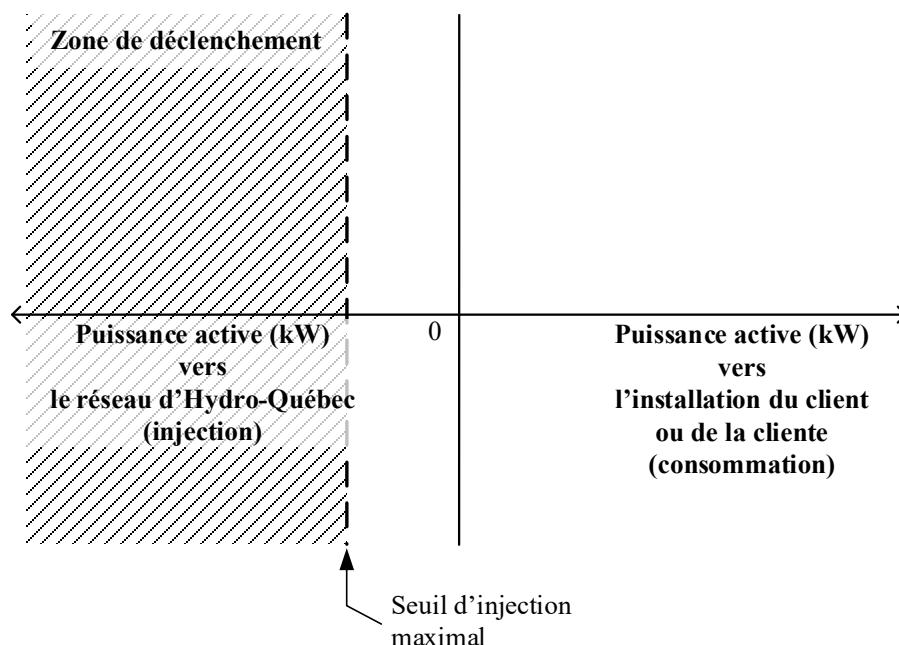 Zone de déclenchement
Puissance active (kW)
vers
le réseau d'Hydro-Québec
(injection)
0
Puissance active (kW)
vers
l'installation du client
ou de la cliente
(consommation)
Seuil d'injection
maximal